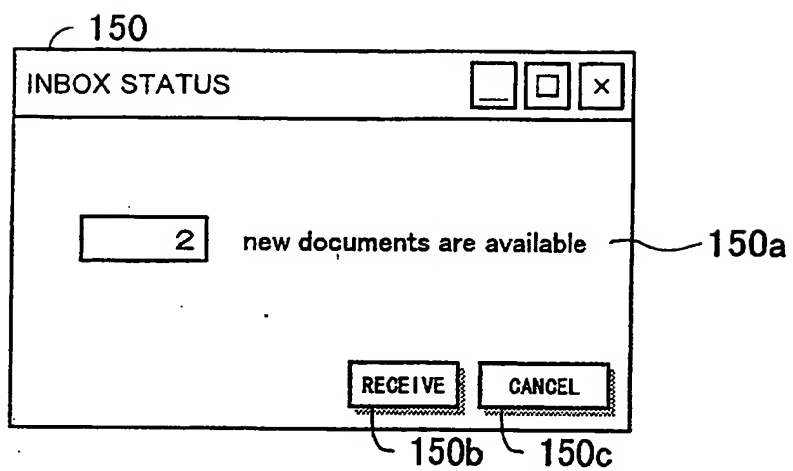 150
INBOX STATUS
2 new documents are available 150a
RECEIVE CANCEL
150b 150c